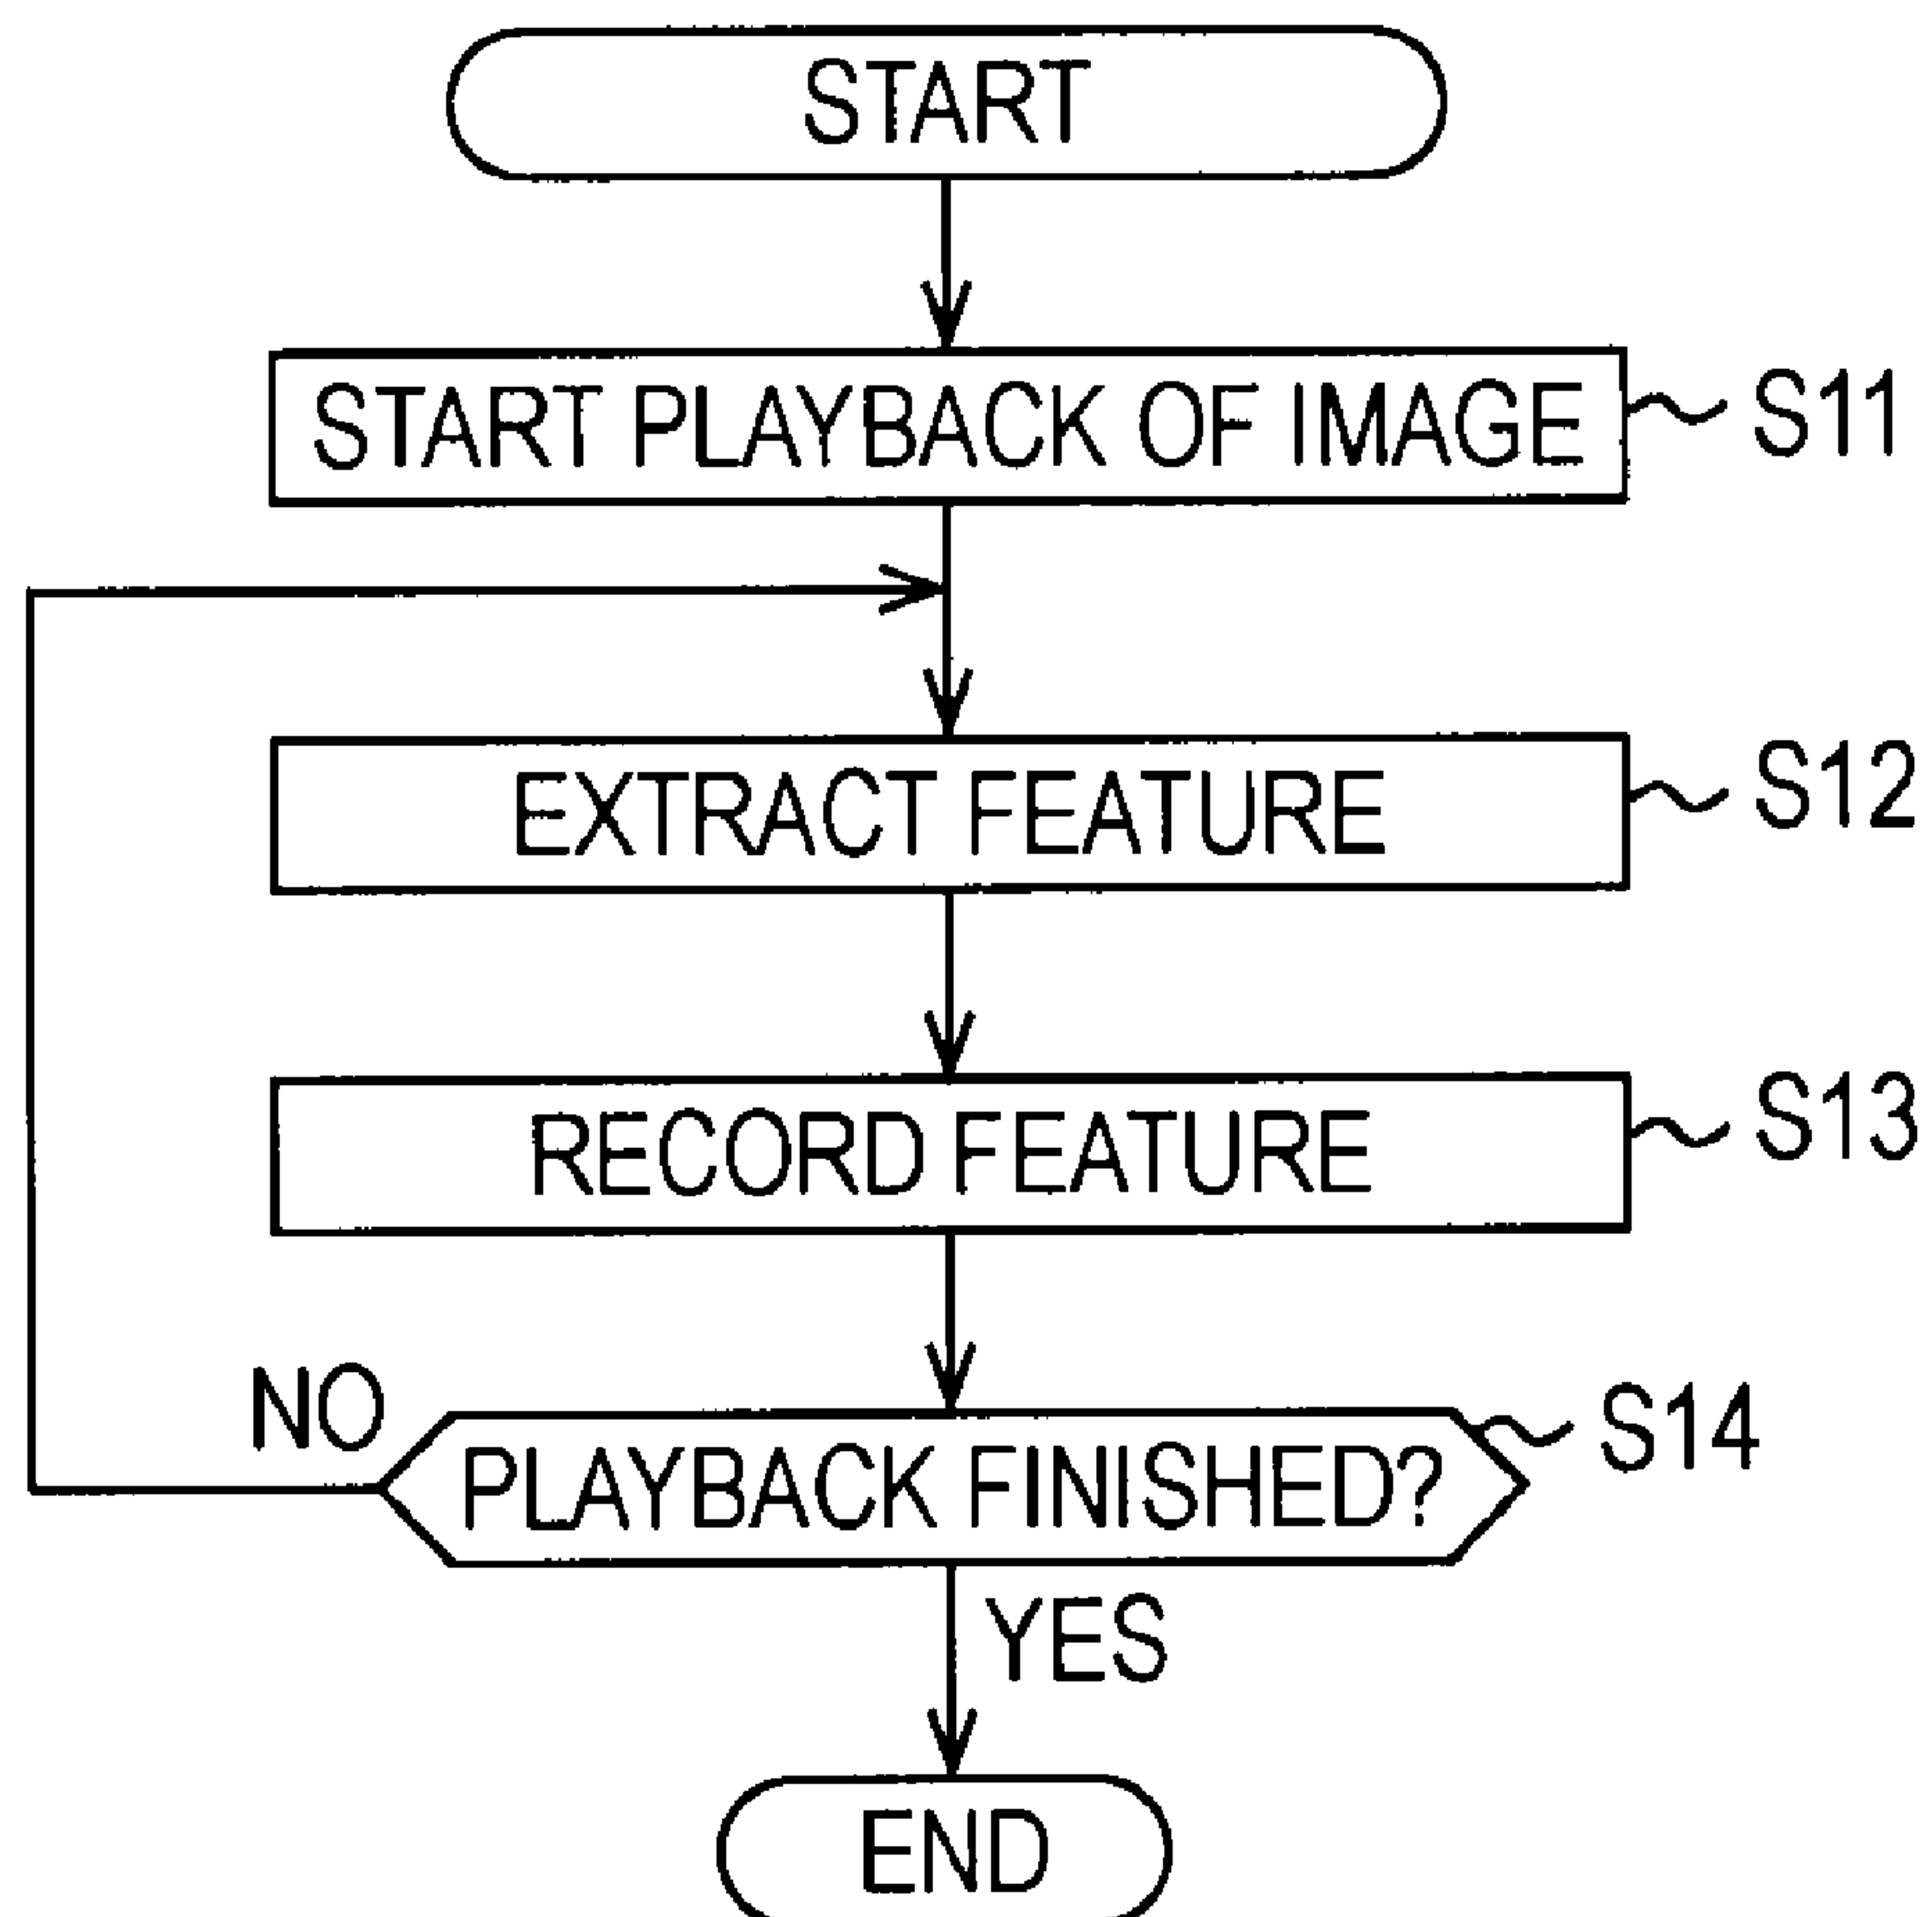 START
START PLAYBACK OF IMAGE S11
EXTRACT FEATURE S12
RECORD FEATURE S13
NO
PLAYBACK FINISHED? S14
YES
END